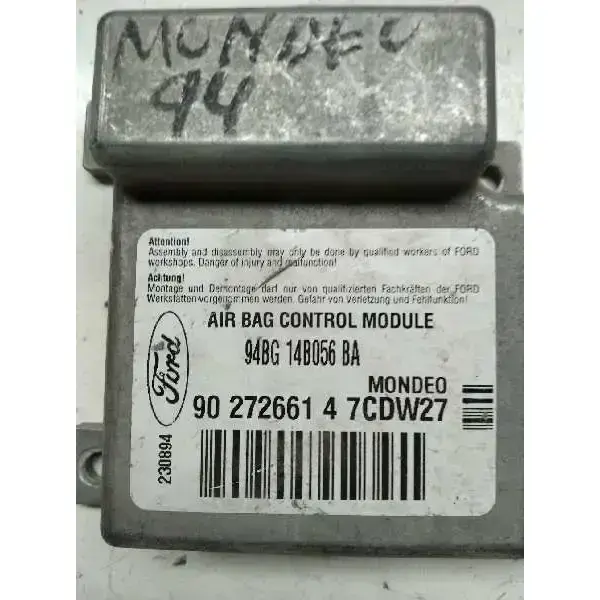 MONDEO
94
Attention!
Assembly and disassembly may only be done by qualified workers of FORD
workshops. Danger of injury and malfunction!
Achtung!
Montage und Demontage darf nur von qualifizierten Fachkräften der FORD
Werkstätten vorgenommen werden. Gefahr von Verletzung und Fehlfunktion!
AIR BAG CONTROL MODULE
94BG 14B056 BA
MONDEO
Ford
90 272661 4 7CDW27
230894